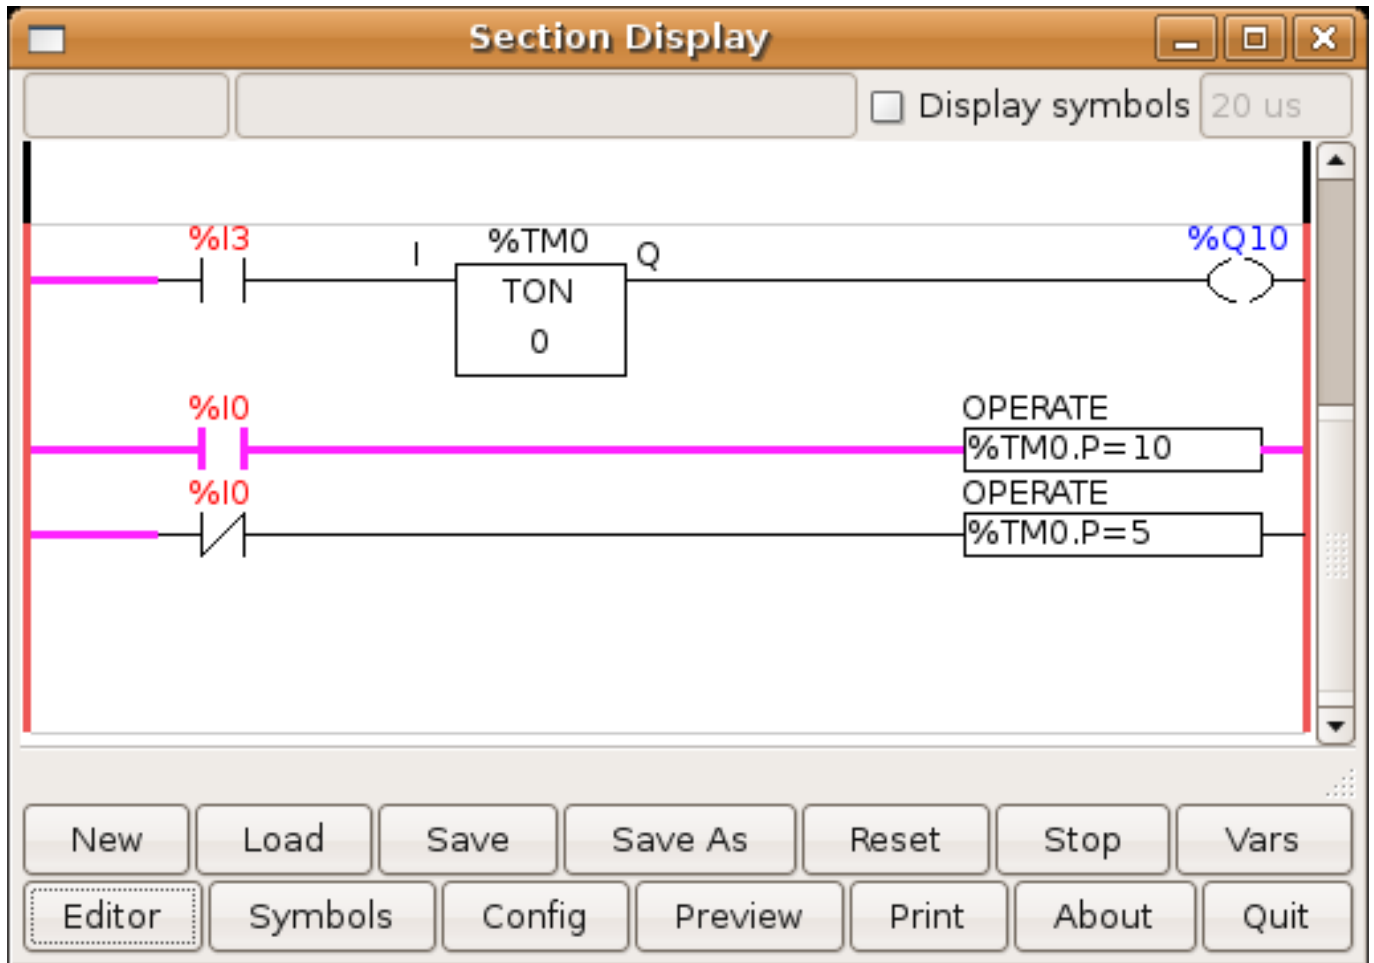 Section Display
Display symbols 20 us
%I3 I %TM0 Q %Q10
TON
0
%I0 OPERATE
%TM0.P=10
%I0 OPERATE
%TM0.P=5
New Load Save Save As Reset Stop Vars
Editor Symbols Config Preview Print About Quit